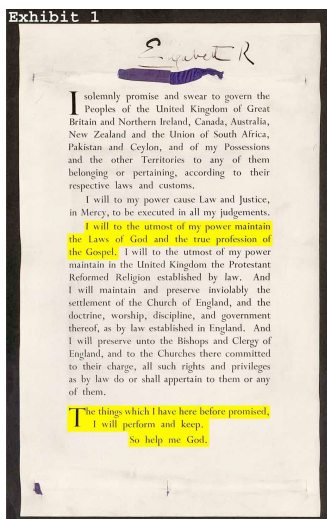 Exhibit 1
Elizabeth R
I solemnly promise and swear to govern the
Peoples of the United Kingdom of Great
Britain and Northern Ireland, Canada, Australia,
New Zealand and the Union of South Africa,
Pakistan and Ceylon, and of my Possessions
and the other Territories to any of them
belonging or pertaining, according to their
respective laws and customs.
I will to my power cause Law and Justice,
in Mercy, to be executed in all my judgements.
I will to the utmost of my power maintain
the Laws of God and the true profession of
the Gospel. I will to the utmost of my power
maintain in the United Kingdom the Protestant
Reformed Religion established by law. And
I will maintain and preserve inviolably the
settlement of the Church of England, and the
doctrine, worship, discipline, and government
thereof, as by law established in England. And
I will preserve unto the Bishops and Clergy of
England, and to the Churches there committed
to their charge, all such rights and privileges
as by law do or shall appertain to them or any
of them.
The things which I have here before promised,
I will perform and keep.
So help me God.